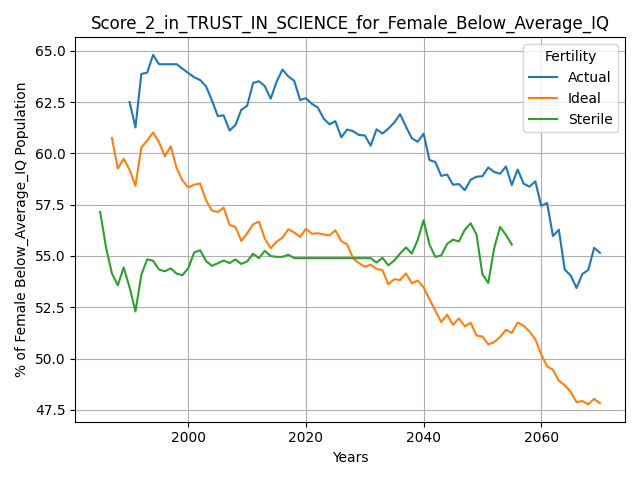 Score_2_in_TRUST_IN_SCIENCE_for_Female_Below_Average_IQ
% of Female Below_Average_IQ Population
65.0
62.5
60.0
57.5
55.0
52.5
50.0
47.5
Fertility
Actual
Ideal
Sterile
2000
2020
2040
2060
Years